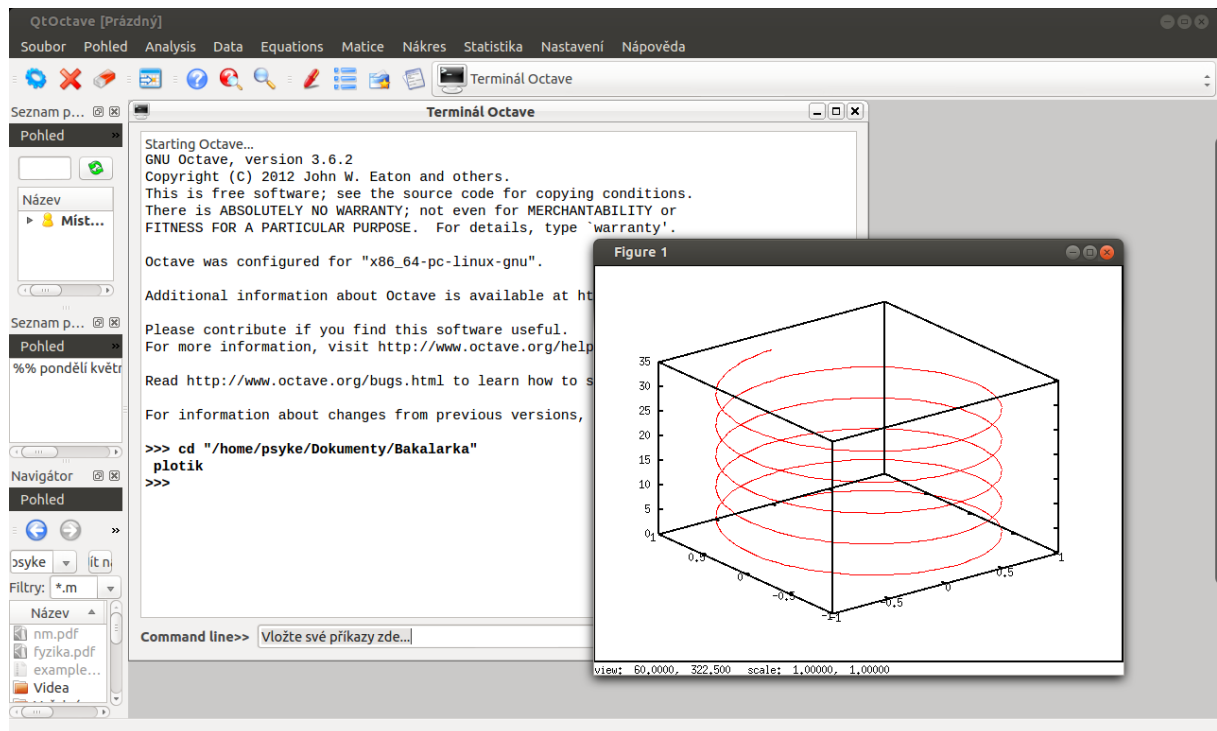 QtOctave [Prázdný]
Soubor Pohled Analysis Data Equations Matice Nákres Statistika Nastavení Nápověda
Terminál Octave
Seznam p...
Pohled
»
Název
Míst...
Seznam p...
Pohled
»
%% pondělí květr
Navigátor
Pohled
»
ít n
Filtry: *.m
Název
nm.pdf
fyzika.pdf
example...
Videa
Terminál Octave
Starting Octave...
GNU Octave, version 3.6.2
Copyright (C) 2012 John W. Eaton and others.
This is free software; see the source code for copying conditions.
There is ABSOLUTELY NO WARRANTY; not even for MERCHANTABILITY or
FITNESS FOR A PARTICULAR PURPOSE.  For details, type `warranty'.
Octave was configured for "x86_64-pc-linux-gnu".
Additional information about Octave is available at ht
Please contribute if you find this software useful.
For more information, visit http://www.octave.org/help
Read http://www.octave.org/bugs.html to learn how to s
For information about changes from previous versions,
>>> cd "/home/psyke/Dokumenty/Bakalarka"
plotik
>>>
Command line>> Vložte své příkazy zde...
Figure 1
35
30
25
20
15
10
5
0
1
0.5
0
-0.5
-1
-1
-0.5
0
0.5
1
view: 60.0000, 322.500 scale: 1.00000, 1.00000